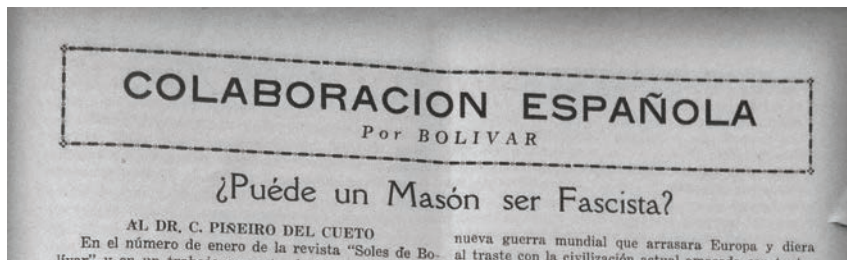 COLABORACION ESPAÑOLA
Por BOLIVAR
¿Puéde un Masón ser Fascista?
AL DR. C. PIÑEIRO DEL CUETO
En el número de enero de la revista "Soles de Bo-
nueva guerra mundial que arrasara Europa y diera
al traste con la civilización actual